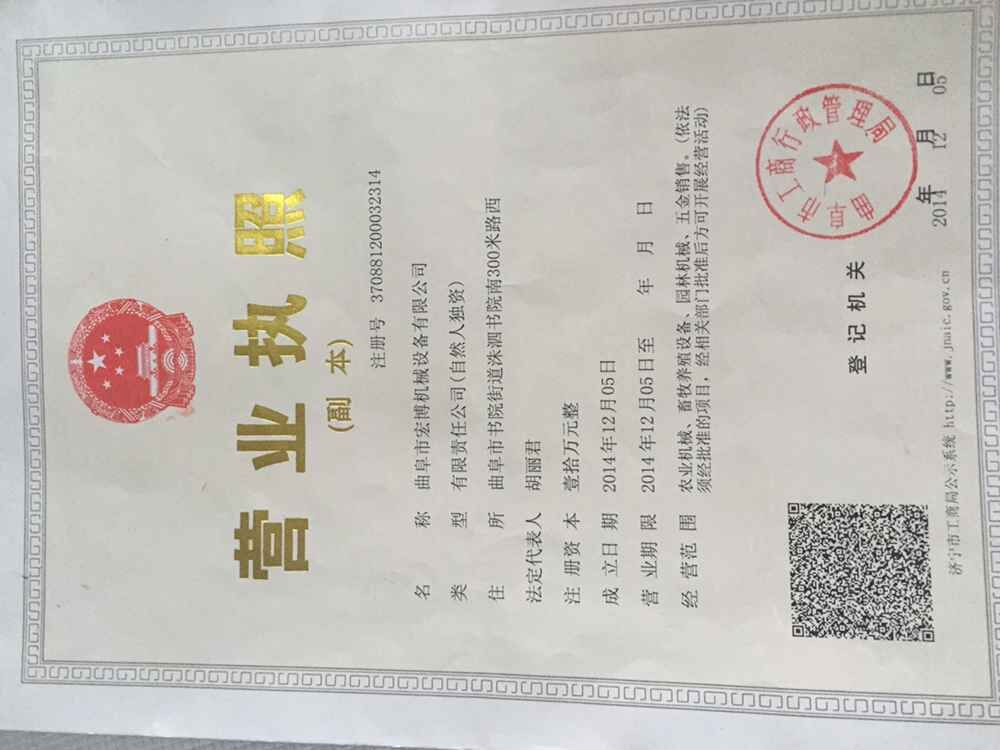 营业执照
(副 本)
注册号 370881200032314
名 称 曲阜市宏博机械设备有限公司
类 型 有限责任公司(自然人独资)
住 所 曲阜市书院街道洙泗书院南300米路西
法定代表人 胡丽君
注 册 资 本 壹拾万元整
成 立 日 期 2014年12月05日
营 业 期 限 2014年12月05日至 年 月 日
经 营 范 围 农业机械、畜牧养殖设备、园林机械、五金销售。(依法
须经批准的项目，经相关部门批准后方可开展经营活动)
登 记 机 关
曲阜市工商行政管理局
年 月 日
2014 12 05
济宁市工商局公示系统 http://www.jnaic.gov.cn